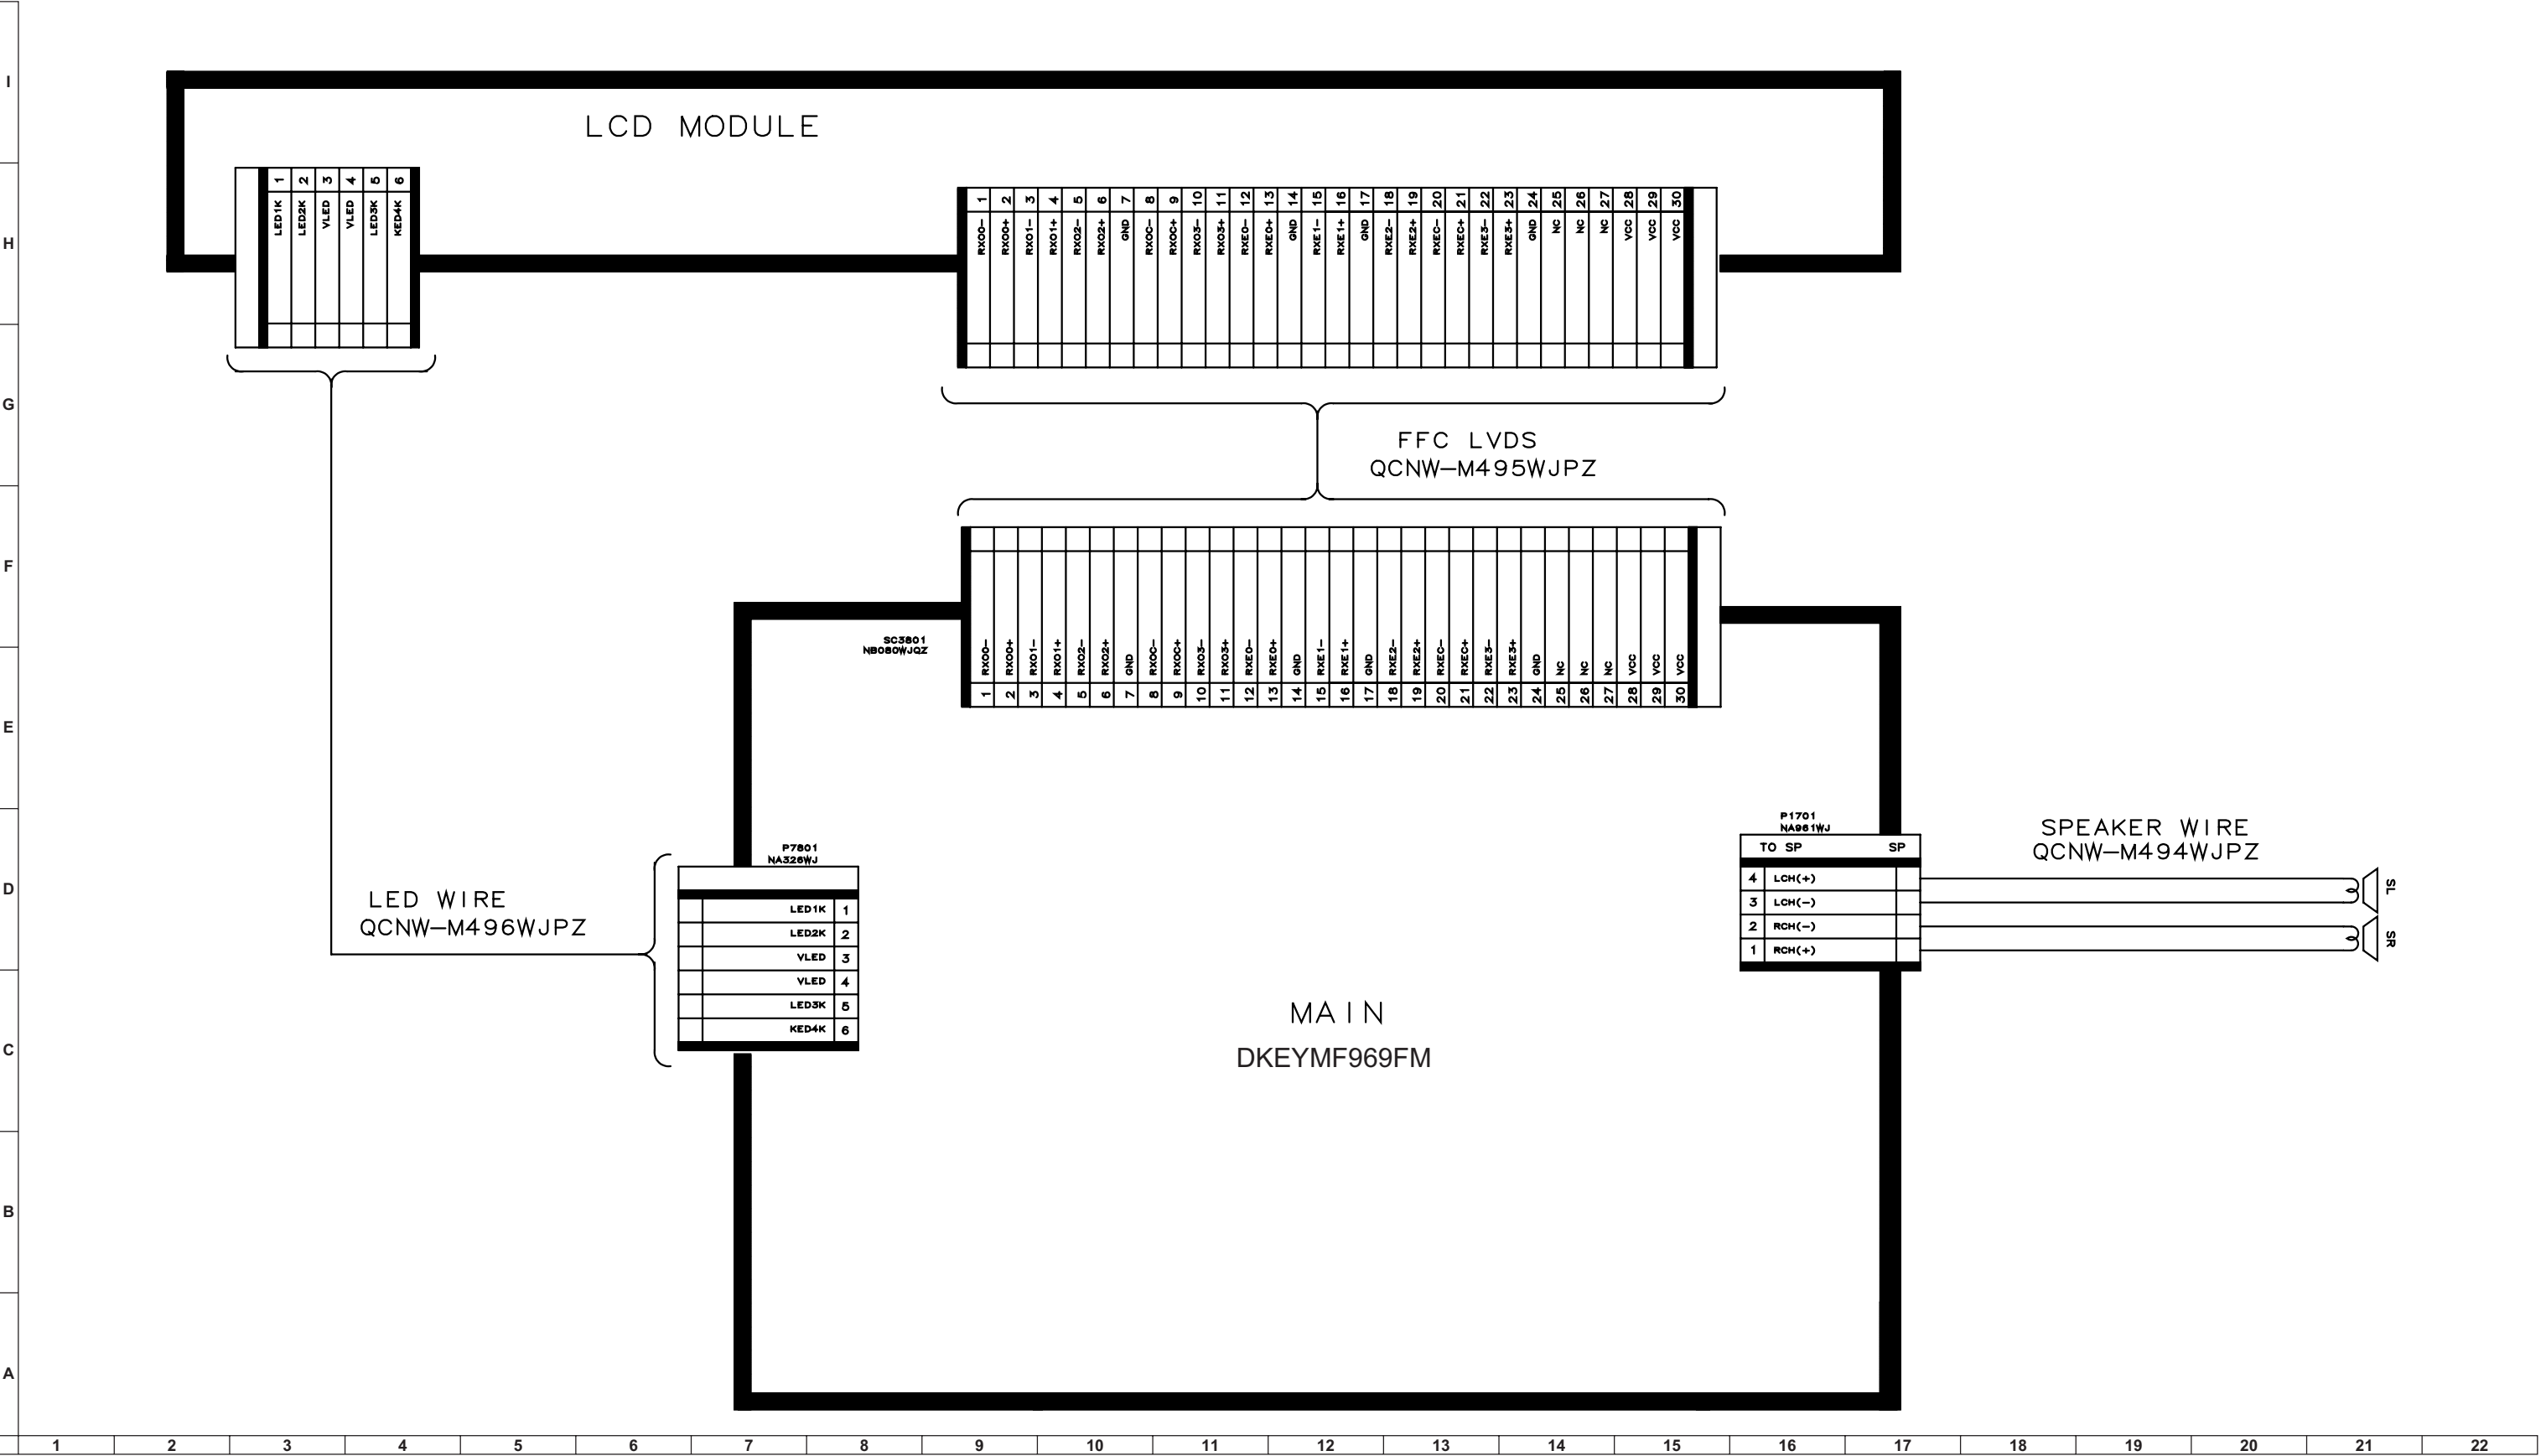 I
H
G
F
E
D
C
B
A
LCD MODULE
1 2 3 4 5 6
LED1K LED2K VLED VLED LED3K KED4K
1 2 3 4 5 6 7 8 9 10 11 12 13 14 15 16 17 18 19 20 21 22 23 24 25 26 27 28 29 30
RXO0- RXO0+ RXO1- RXO1+ RXO2- RXO2+ GND RXOC- RXOC+ RXO3- RXO3+ RXE0- RXE0+ GND RXE1- RXE1+ GND RXE2- RXE2+ RXEC- RXEC+ RXE3- RXE3+ GND NC NC NC VCC VCC VCC
FFC LVDS
QCNW-M495WJPZ
SC3801
NB080WJQZ
RXO0- RXO0+ RXO1- RXO1+ RXO2- RXO2+ GND RXOC- RXOC+ RXO3- RXO3+ RXE0- RXE0+ GND RXE1- RXE1+ GND RXE2- RXE2+ RXEC- RXEC+ RXE3- RXE3+ GND NC NC NC VCC VCC VCC
1 2 3 4 5 6 7 8 9 10 11 12 13 14 15 16 17 18 19 20 21 22 23 24 25 26 27 28 29 30
LED WIRE
QCNW-M496WJPZ
P7801
NA326WJ
LED1K 1
LED2K 2
VLED 3
VLED 4
LED3K 5
KED4K 6
P1701
NA961WJ
TO SP SP
4 LCH(+)
3 LCH(-)
2 RCH(-)
1 RCH(+)
SPEAKER WIRE
QCNW-M494WJPZ
SL
SR
MAIN
DKEYMF969FM
1 2 3 4 5 6 7 8 9 10 11 12 13 14 15 16 17 18 19 20 21 22